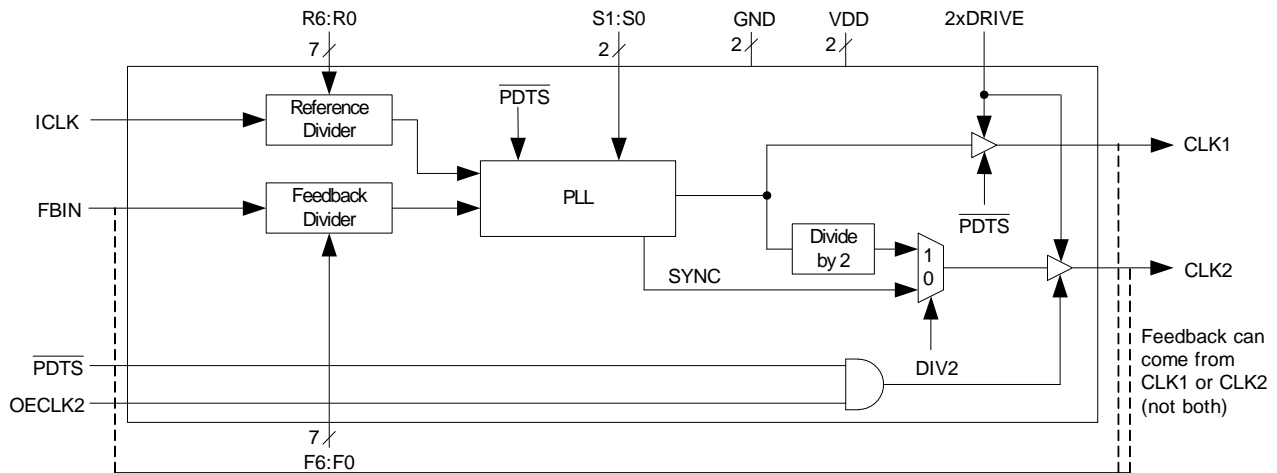 R6:R0
S1:S0
GND
VDD
2xDRIVE
7
2
2
2
ICLK
Reference
Divider
PDTS
CLK1
FBIN
Feedback
Divider
PLL
PDTS
Divide
by 2
1
0
SYNC
CLK2
DIV2
PDTS
OECLK2
Feedback can
come from
CLK1 or CLK2
(not both)
7
F6:F0